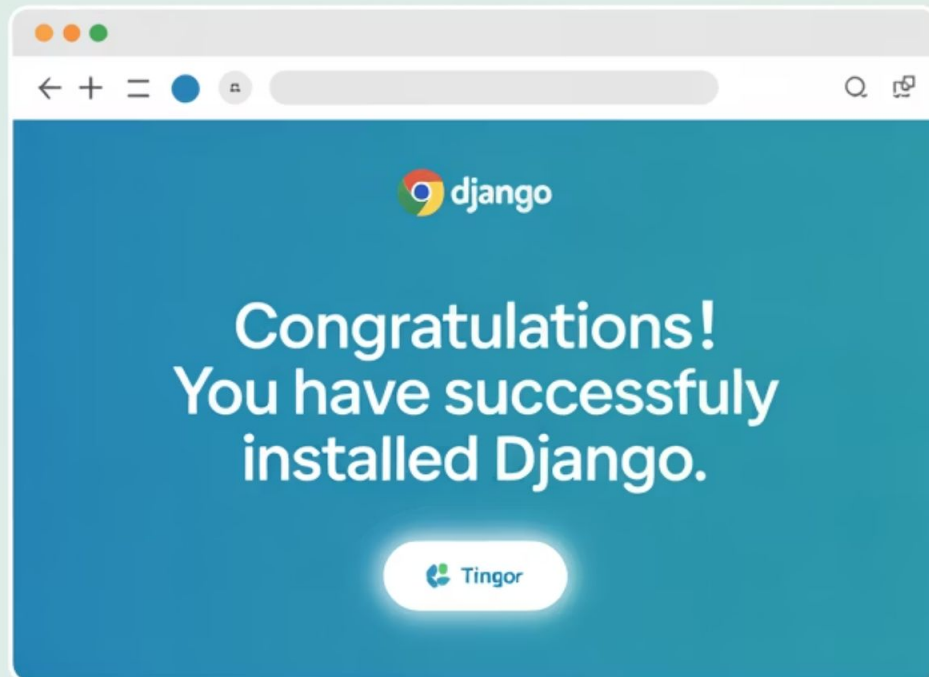 django
Congratulations!
You have successfuly
installed Django.
Tingor